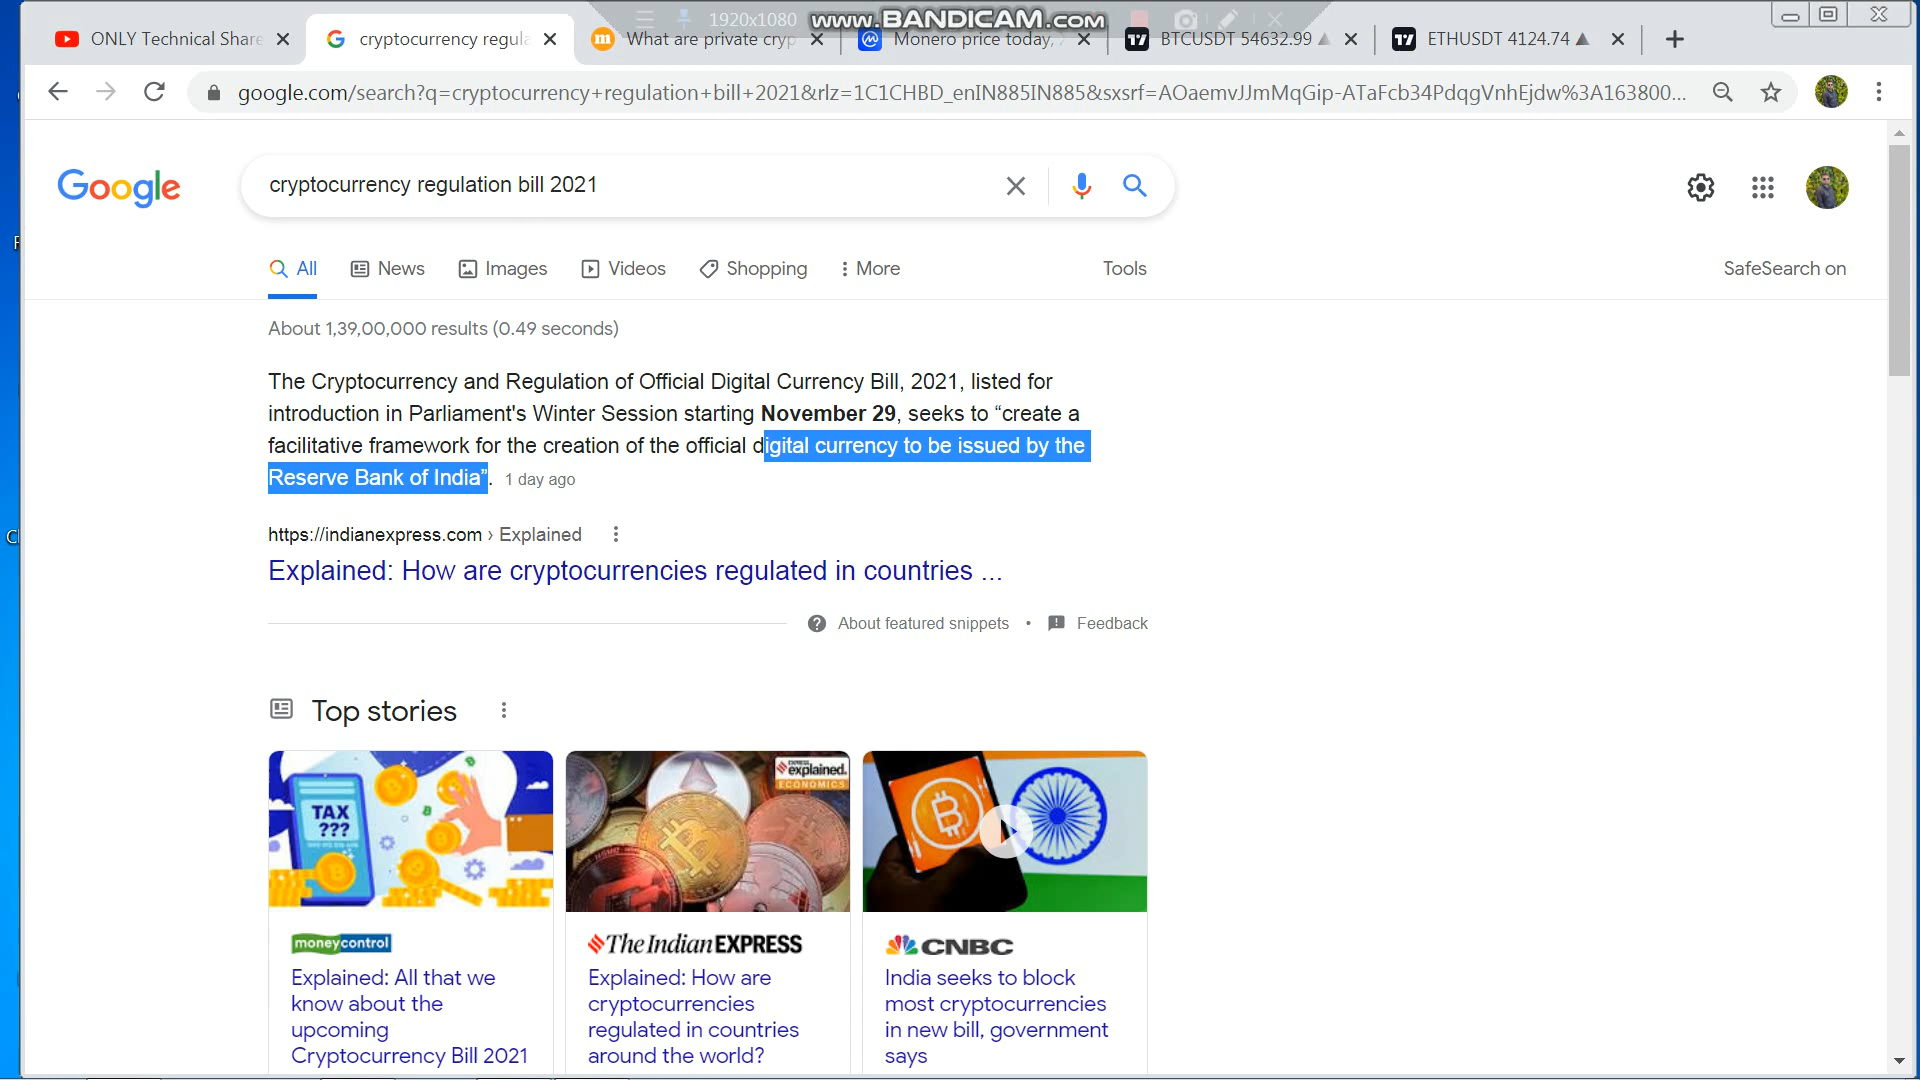 1920x1080 www.BANDICAM.com
ONLY Technical Share
cryptocurrency regula
What are private cryp
Monero price today,
BTCUSDT 54632.99
ETHUSDT 4124.74
google.com/search?q=cryptocurrency+regulation+bill+2021&rlz=1C1CHBD_enIN885IN885&sxsrf=AOaemvJJmMqGip-ATaFcb34PdqgVnhEjdw%3A163800...
Google
cryptocurrency regulation bill 2021
All News Images Videos Shopping More Tools SafeSearch on
About 1,39,00,000 results (0.49 seconds)
The Cryptocurrency and Regulation of Official Digital Currency Bill, 2021, listed for
introduction in Parliament's Winter Session starting November 29, seeks to “create a
facilitative framework for the creation of the official digital currency to be issued by the
Reserve Bank of India”. 1 day ago
https://indianexpress.com › Explained
Explained: How are cryptocurrencies regulated in countries ...
About featured snippets • Feedback
Top stories
TAX
???
explained.
ECONOMICS
moneycontrol
Explained: All that we
know about the
upcoming
Cryptocurrency Bill 2021
The Indian EXPRESS
Explained: How are
cryptocurrencies
regulated in countries
around the world?
CNBC
India seeks to block
most cryptocurrencies
in new bill, government
says